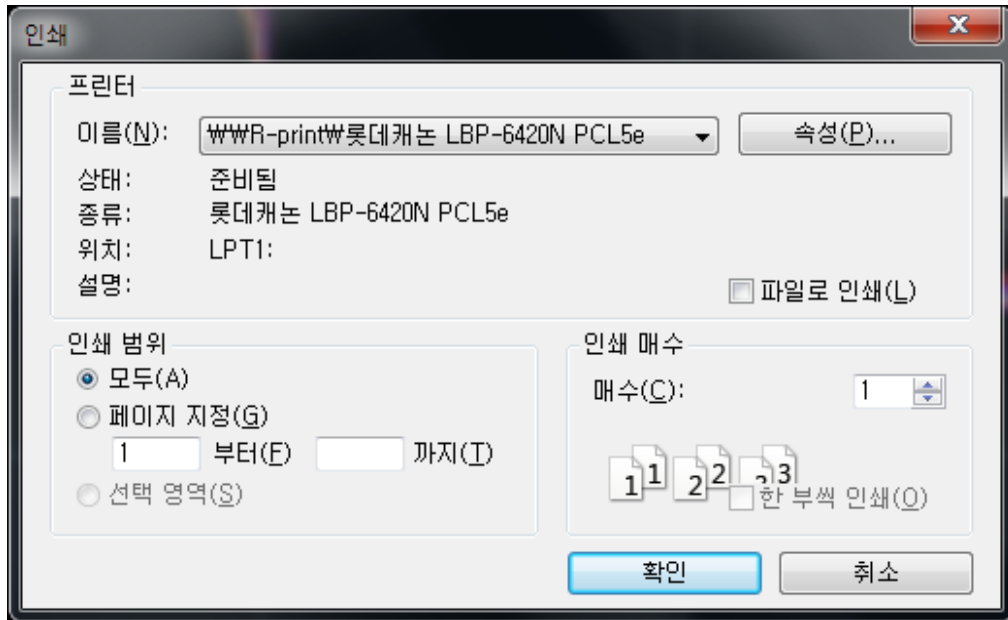 인쇄
프린터
이름(N): ₩₩R-print₩롯데캐논 LBP-6420N PCL5e 속성(P)...
상태: 준비됨
종류: 롯데캐논 LBP-6420N PCL5e
위치: LPT1:
설명:
파일로 인쇄(L)
인쇄 범위
모두(A)
페이지 지정(G)
1 부터(F) 까지(T)
선택 영역(S)
인쇄 매수
매수(C): 1
1 1 2 2 3 3
한 부씩 인쇄(O)
확인 취소